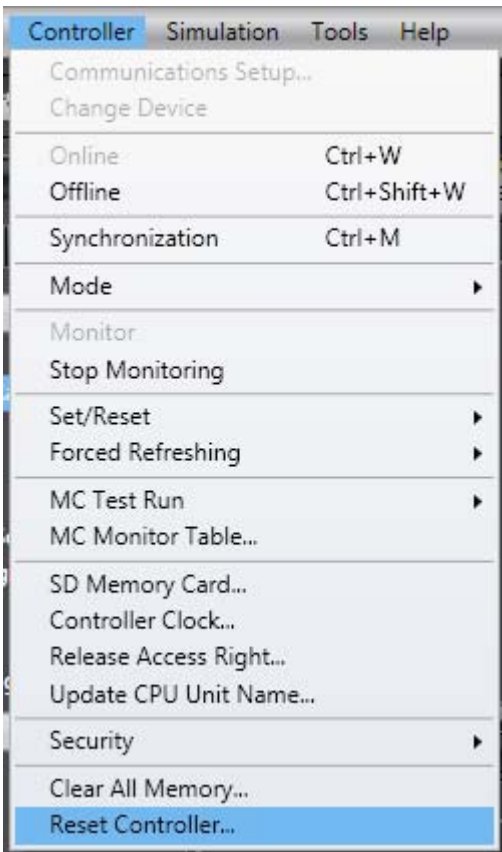 Controller Simulation Tools Help
Communications Setup...
Change Device
Online Ctrl+W
Offline Ctrl+Shift+W
Synchronization Ctrl+M
Mode
Monitor
Stop Monitoring
Set/Reset
Forced Refreshing
MC Test Run
MC Monitor Table...
SD Memory Card...
Controller Clock...
Release Access Right...
Update CPU Unit Name...
Security
Clear All Memory...
Reset Controller...